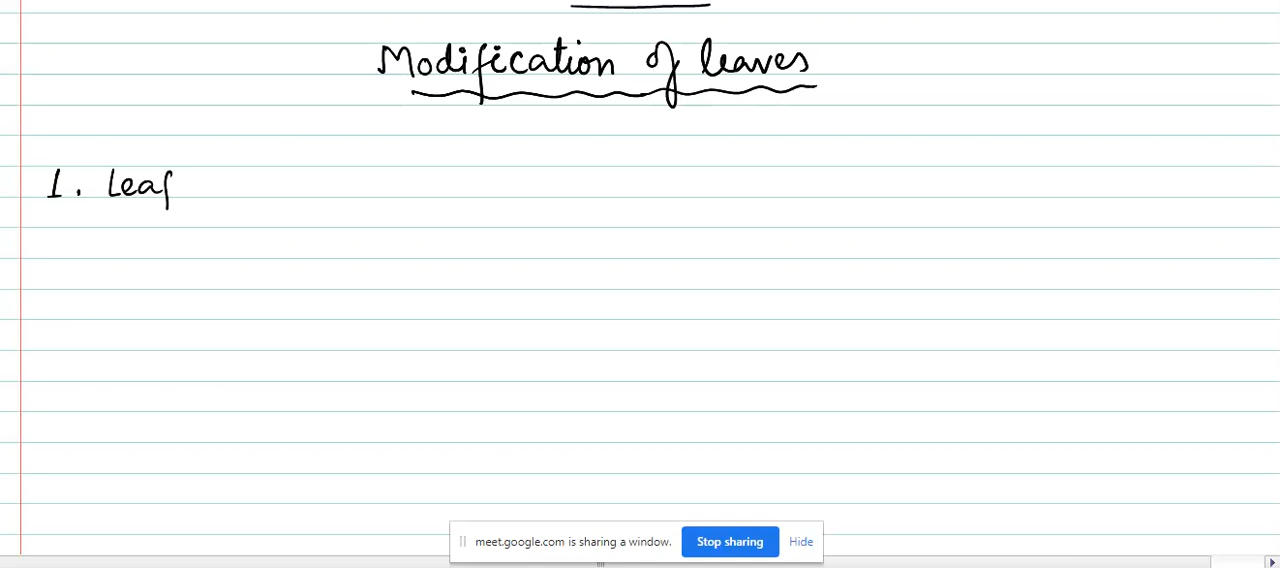 Modification of leaves
1. Leaf
meet.google.com is sharing a window. Stop sharing Hide